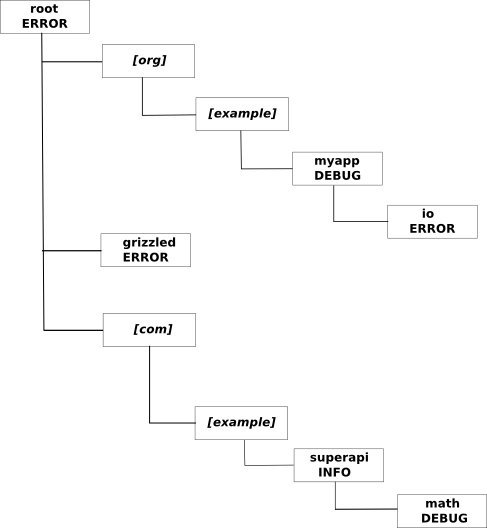 root
ERROR
[org]
[example]
myapp
DEBUG
io
ERROR
grizzled
ERROR
[com]
[example]
superapi
INFO
math
DEBUG